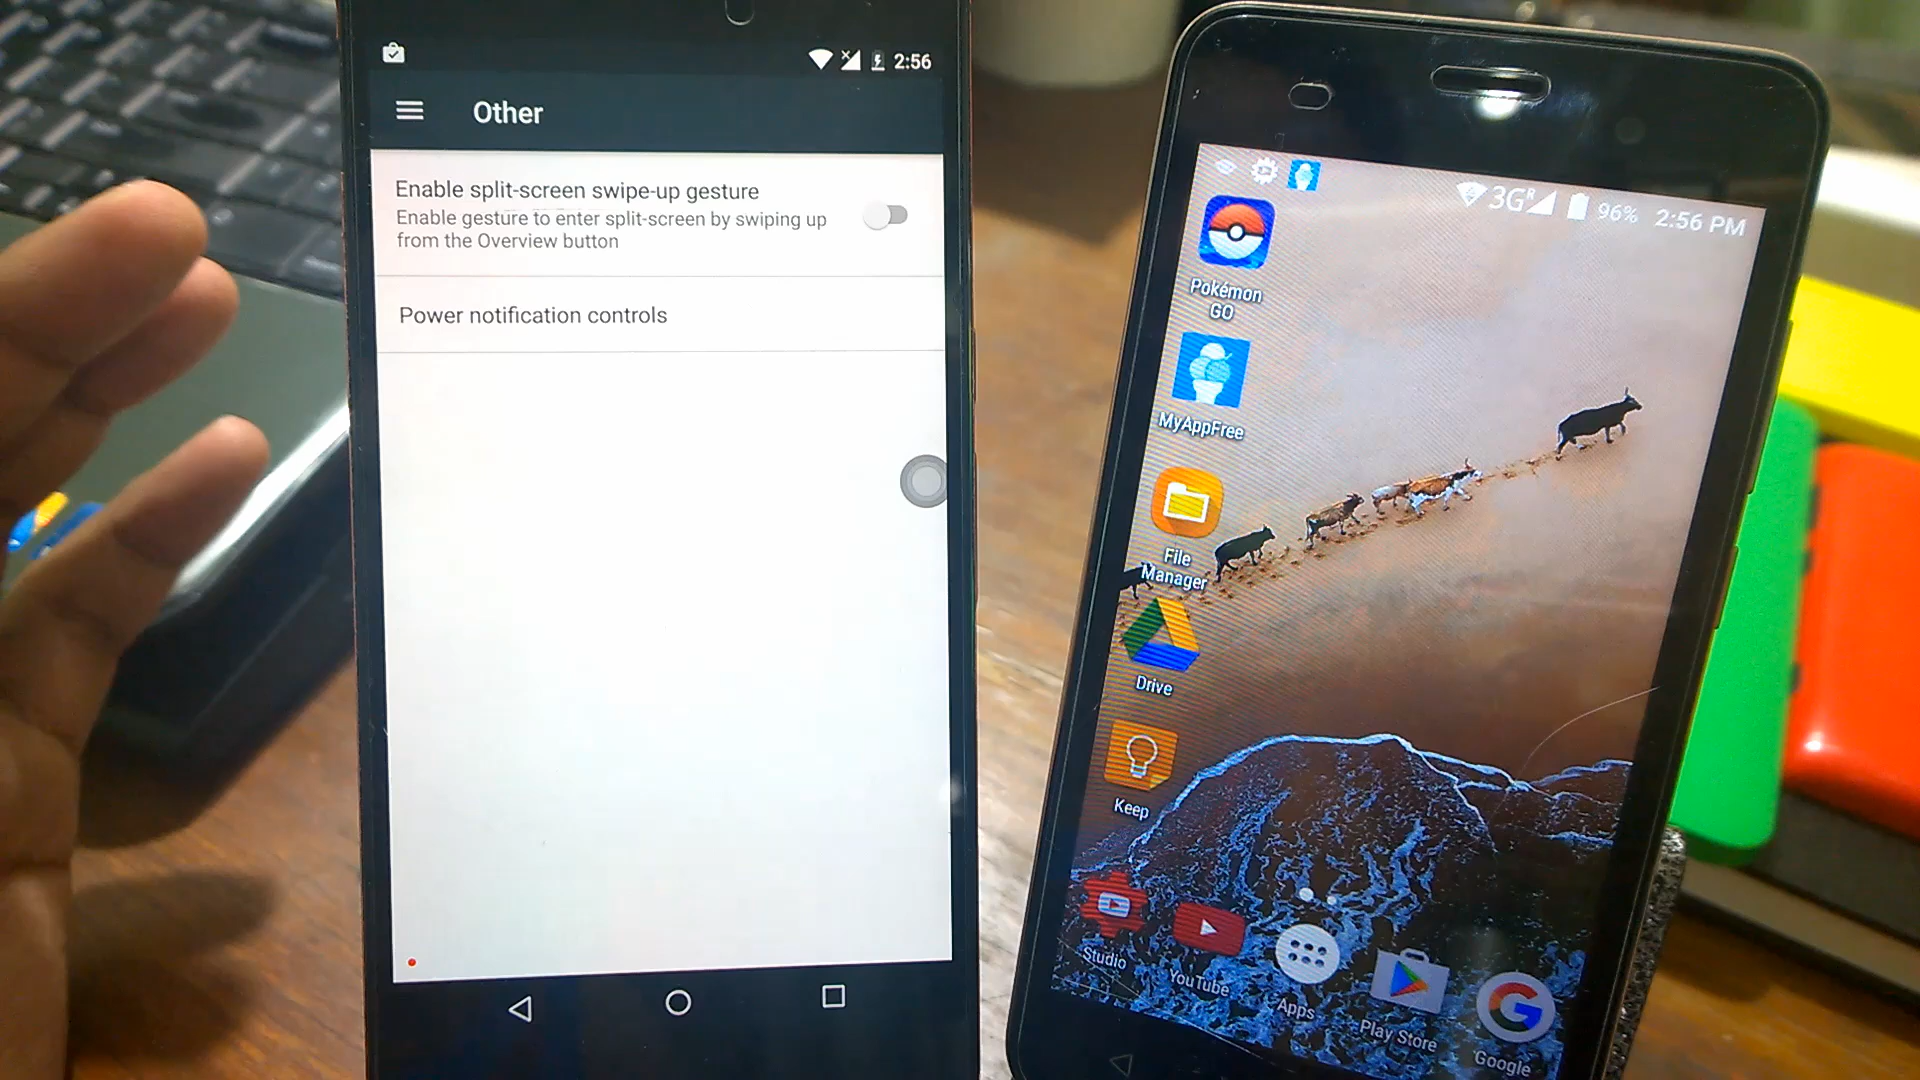 2:56
Other
Enable split-screen swipe-up gesture
Enable gesture to enter split-screen by swiping up
from the Overview button
Power notification controls
3G R 96% 2:56 PM
Pokémon
GO
MyAppFree
File
Manager
Drive
Keep
Studio
YouTube
Apps
Play Store
Google